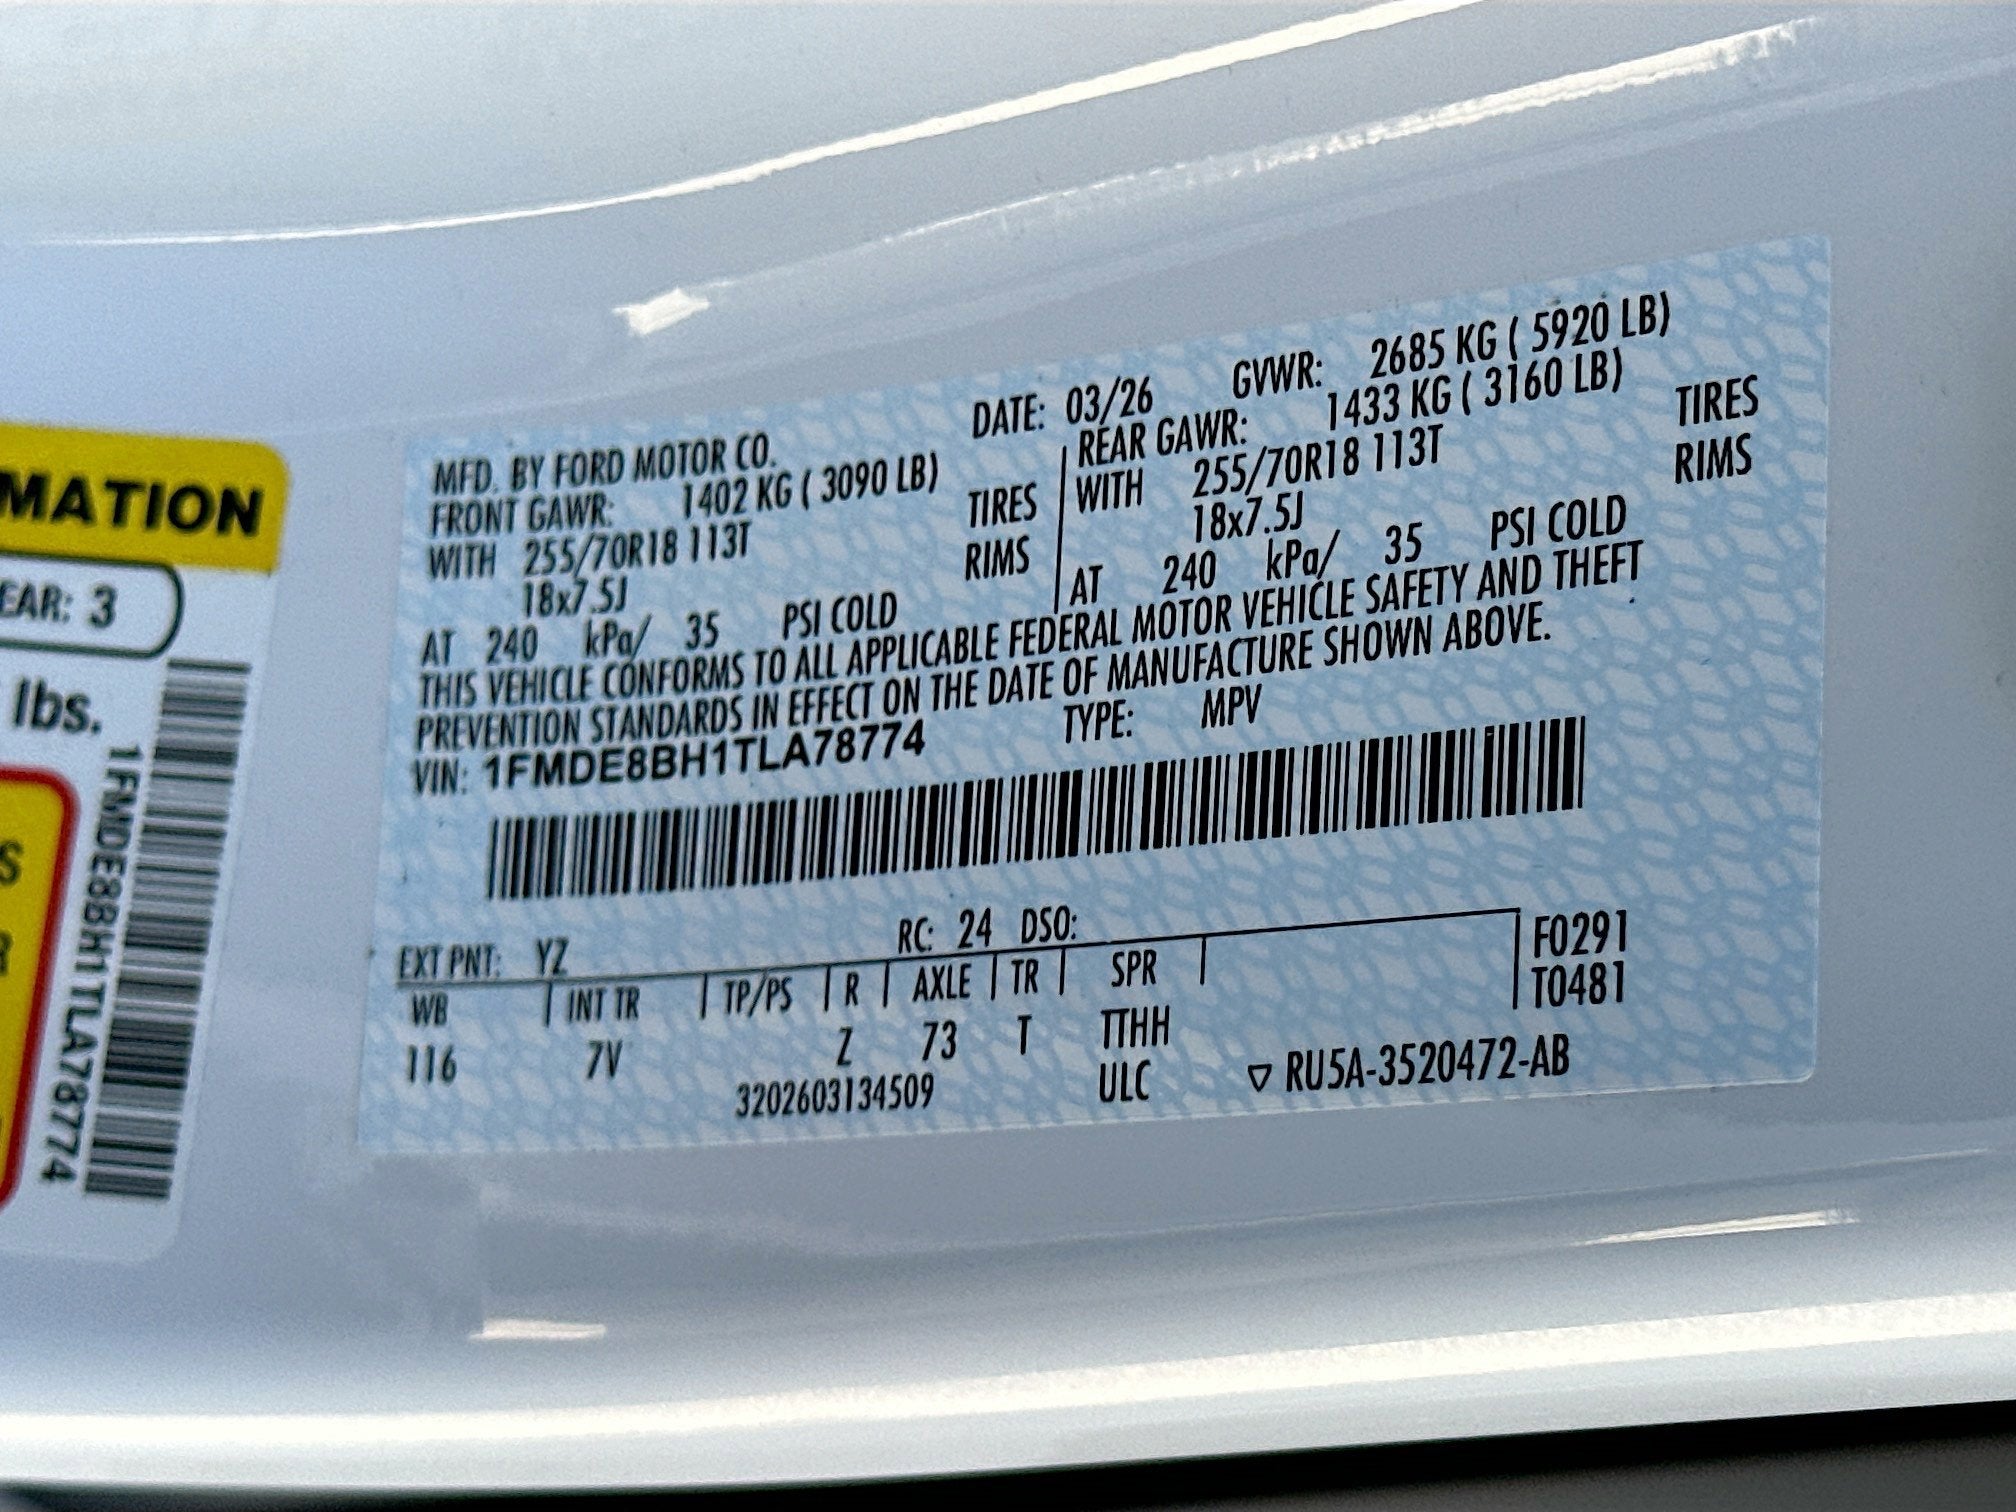 MATION
EAR: 3
lbs.
1FMDE8BH1TLA78774
S
R
DATE: 03/26 GVWR: 2685 KG ( 5920 LB)
MFD. BY FORD MOTOR CO.
FRONT GAWR: 1402 KG ( 3090 LB)
WITH 255/70R18 113T TIRES
18x7.5J RIMS
AT 240 kPa/ 35 PSI COLD
REAR GAWR: 1433 KG ( 3160 LB)
WITH 255/70R18 113T TIRES
18x7.5J RIMS
AT 240 kPa/ 35 PSI COLD
THIS VEHICLE CONFORMS TO ALL APPLICABLE FEDERAL MOTOR VEHICLE SAFETY AND THEFT
PREVENTION STANDARDS IN EFFECT ON THE DATE OF MANUFACTURE SHOWN ABOVE.
VIN: 1FMDE8BH1TLA78774 TYPE: MPV
EXT PNT: YZ RC: 24 DSO:
WB INT TR TP/PS R AXLE TR SPR
116 7V Z 73 T TTHH
3202603134509 ULC
F0291
T0481
▽ RU5A-3520472-AB